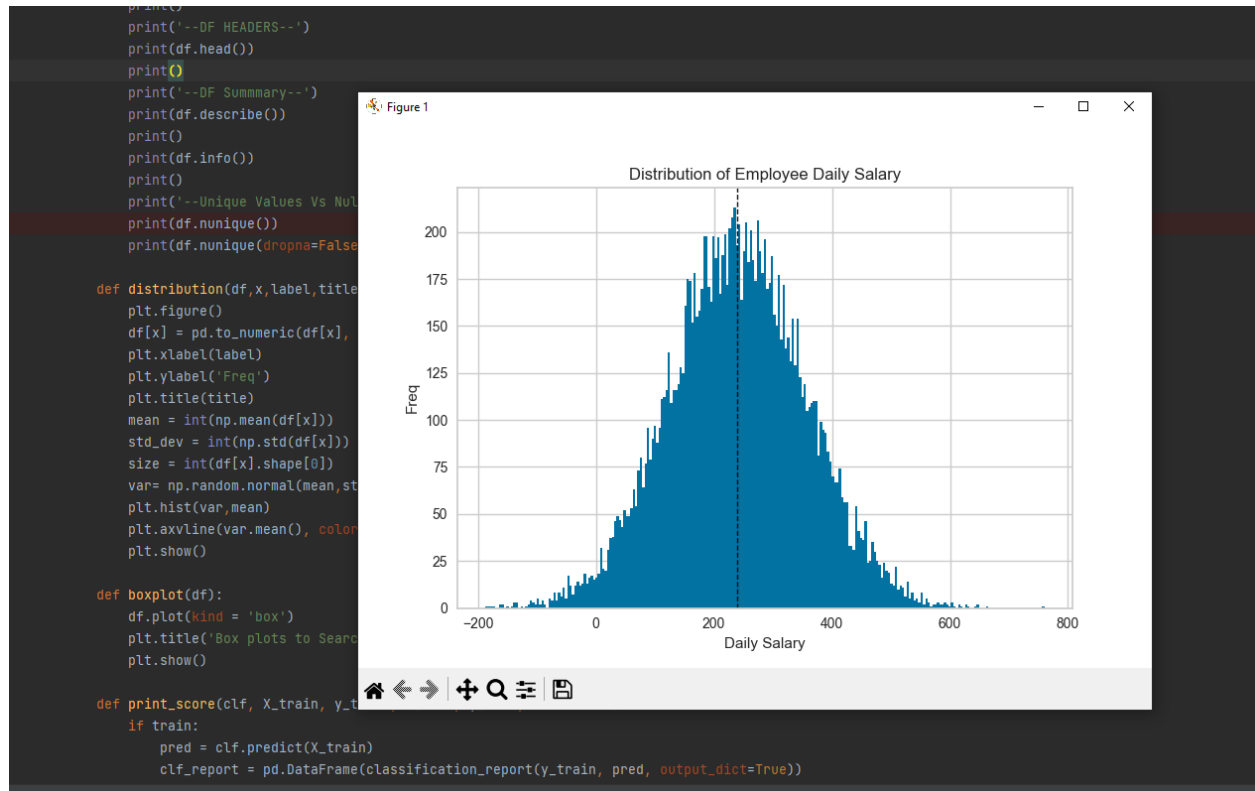 print()
print('--DF HEADERS--')
print(df.head())
print()
print('--DF Summmary--')
print(df.describe())
print()
print(df.info())
print()
print('--Unique Values Vs Nul
print(df.nunique())
print(df.nunique(dropna=False
def distribution(df,x,label,title
plt.figure()
df[x] = pd.to_numeric(df[x],
plt.xlabel(label)
plt.ylabel('Freq')
plt.title(title)
mean = int(np.mean(df[x]))
std_dev = int(np.std(df[x]))
size = int(df[x].shape[0])
var= np.random.normal(mean,st
plt.hist(var,mean)
plt.axvline(var.mean(), color
plt.show()
def boxplot(df):
df.plot(kind = 'box')
plt.title('Box plots to Searc
plt.show()
def print_score(clf, X_train, y_t
if train:
pred = clf.predict(X_train)
clf_report = pd.DataFrame(classification_report(y_train, pred, output_dict=True))
Figure 1
Distribution of Employee Daily Salary
200
175
150
125
100
75
50
25
0
Freq
−200 0 200 400 600 800
Daily Salary